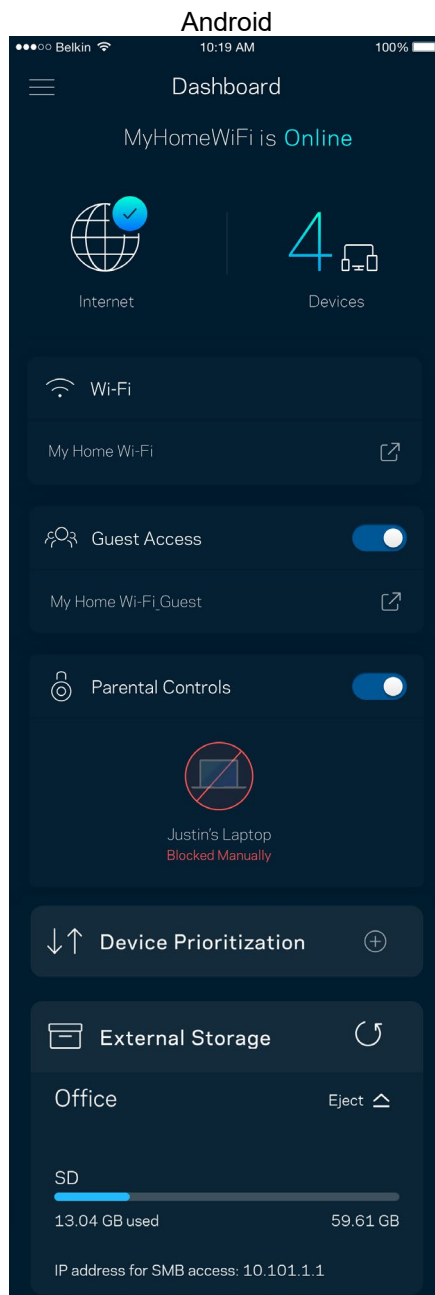 Android
Belkin 10:19 AM 100%
Dashboard
MyHomeWiFi is Online
4
Internet Devices
Wi-Fi
My Home Wi-Fi
Guest Access
My Home Wi-Fi_Guest
Parental Controls
Justin's Laptop
Blocked Manually
Device Prioritization
External Storage
Office Eject
SD
13.04 GB used 59.61 GB
IP address for SMB access: 10.101.1.1